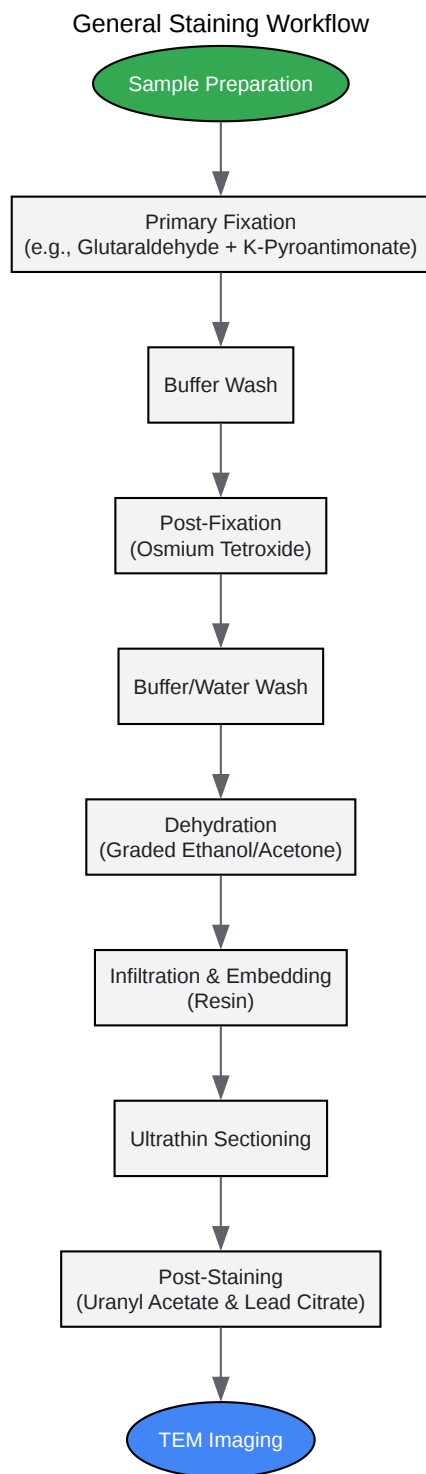 General Staining Workflow
Sample Preparation
Primary Fixation
(e.g., Glutaraldehyde + K-Pyroantimonate)
Buffer Wash
Post-Fixation
(Osmium Tetroxide)
Buffer/Water Wash
Dehydration
(Graded Ethanol/Acetone)
Infiltration & Embedding
(Resin)
Ultrathin Sectioning
Post-Staining
(Uranyl Acetate & Lead Citrate)
TEM Imaging